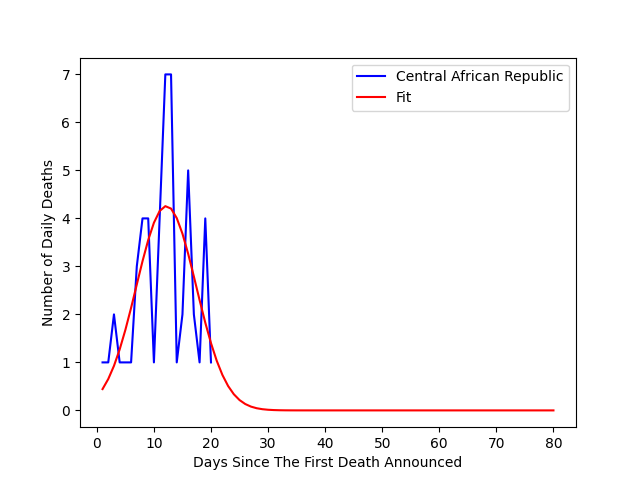 Central African Republic
Fit
Number of Daily Deaths
7
6
5
4
3
2
1
0
0 10 20 30 40 50 60 70 80
Days Since The First Death Announced